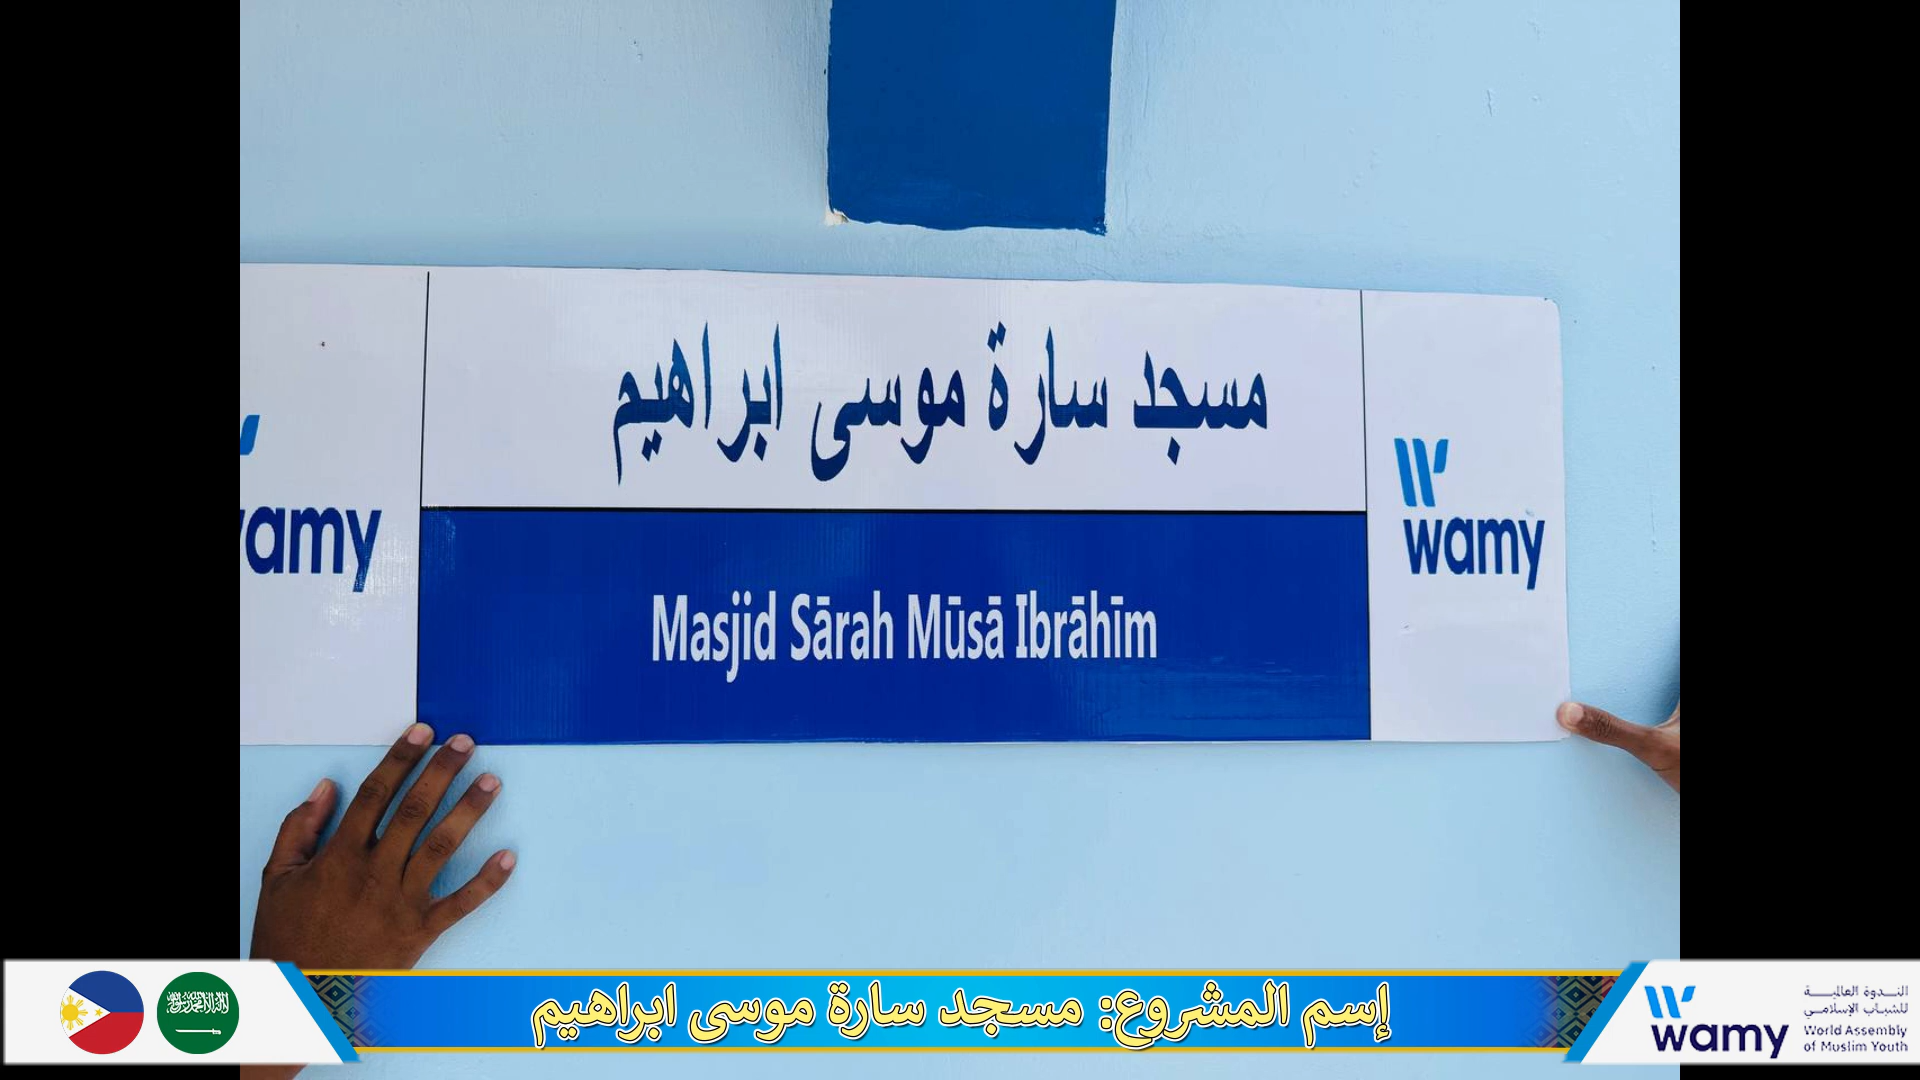 مسجد سارة موسى ابراهيم
Masjid Sārah Mūsā Ibrāhīm
amy
wamy
إسم المشروع: مسجد سارة موسى ابراهيم
wamy
الندوة العالمية
للشباب الإسلامي
World Assembly
of Muslim Youth